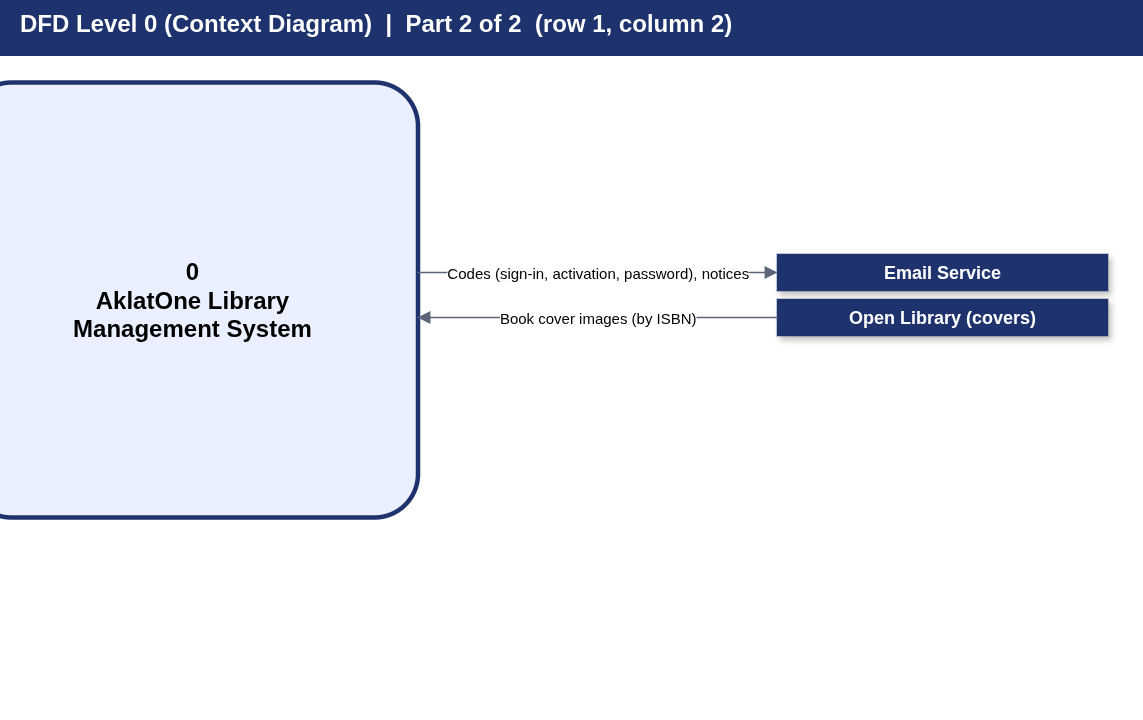 DFD Level 0 (Context Diagram)  |  Part 2 of 2  (row 1, column 2)
0
AklatOne Library
Management System
Codes (sign-in, activation, password), notices
Email Service
Book cover images (by ISBN)
Open Library (covers)